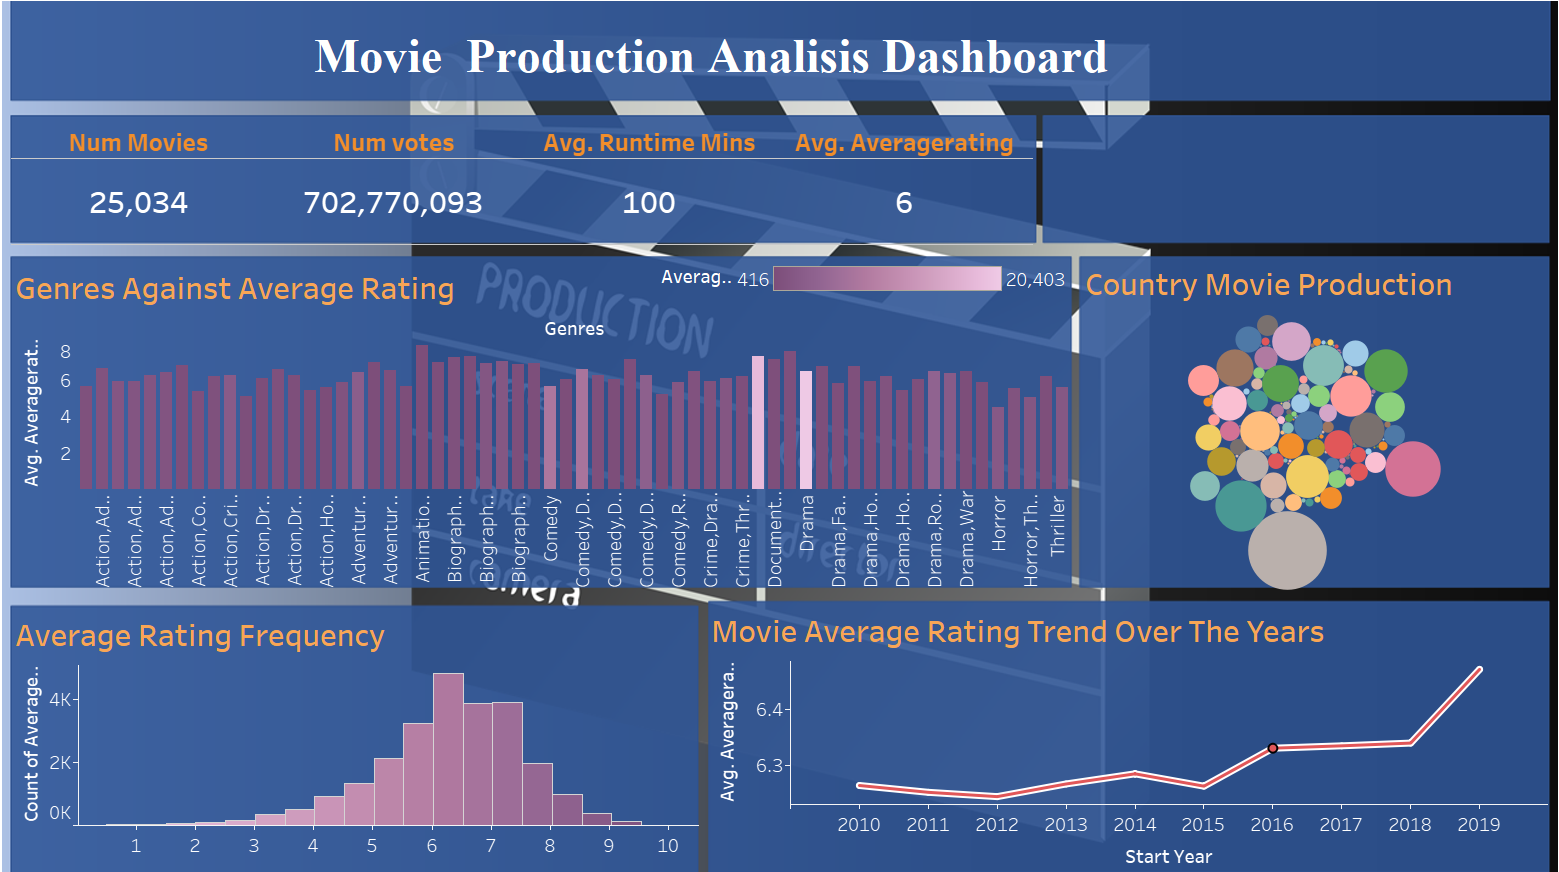 Movie  Production Analisis Dashboard
Num Movies
Num votes
Avg. Runtime Mins
Avg. Averagerating
25,034
702,770,093
100
6
Genres Against Average Rating
Averag.. 416
20,403
Genres
Avg. Averagerat..
8
6
4
2
Action,Ad..
Action,Ad..
Action,Ad..
Action,Co..
Action,Cri..
Action,Dr..
Action,Dr..
Action,Ho..
Adventur..
Adventur..
Animatio..
Biograph..
Biograph..
Biograph..
Comedy
Comedy,D..
Comedy,D..
Comedy,D..
Comedy,R..
Crime,Dra..
Crime,Thr..
Document..
Drama
Drama,Fa..
Drama,Ho..
Drama,Ho..
Drama,Ro..
Drama,War
Horror
Horror,Th..
Thriller
PRODUCTION
take
camera
director
Country Movie Production
Average Rating Frequency
Count of Average..
4K
2K
0K
1
2
3
4
5
6
7
8
9
10
Movie Average Rating Trend Over The Years
Avg. Averagera..
6.4
6.3
2010
2011
2012
2013
2014
2015
2016
2017
2018
2019
Start Year